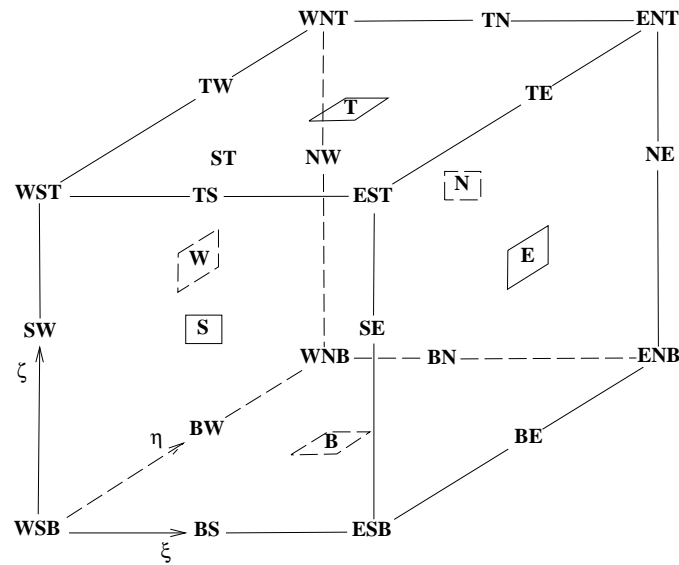 WNT TN ENT
TW TE
T
ST NW NE
N
WST TS EST
W E
S
SW SE
ζ
WNB BN ENB
η BW B BE
WSB BS ESB
ξ